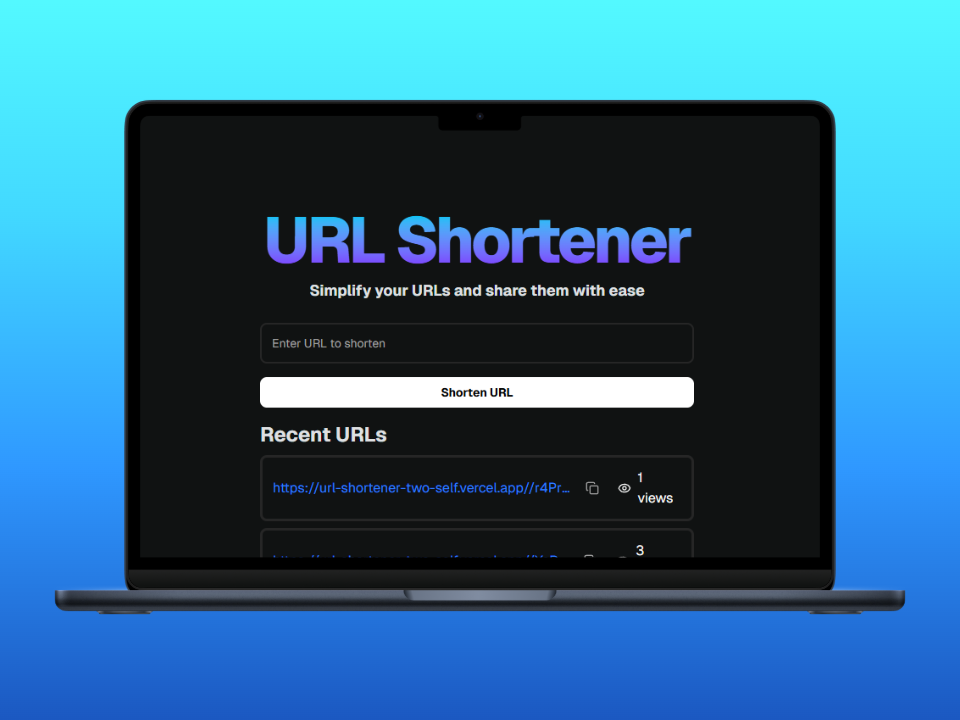 URL Shortener
Simplify your URLs and share them with ease
Enter URL to shorten
Shorten URL
Recent URLs
https://url-shortener-two-self.vercel.app//r4Pr...
1
views
3